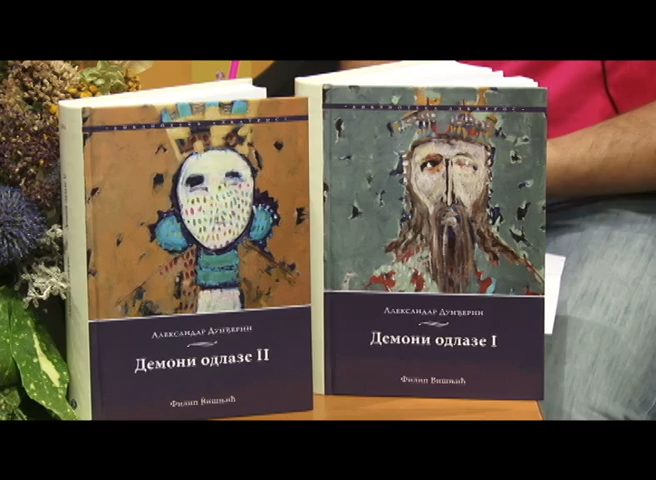 Александар Дунђерин
Демони одлазе II
Филип Вишњић
Александар Дунђерин
Демони одлазе I
Филип Вишњић